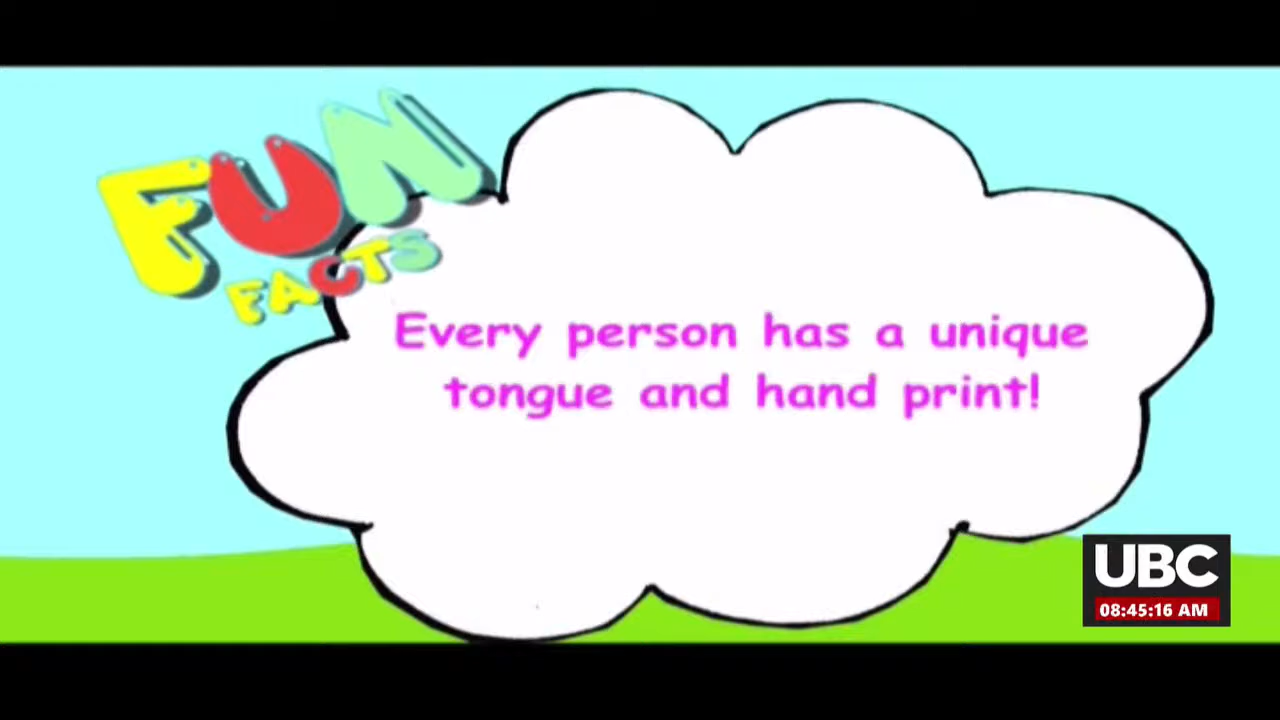 FUN
FACTS
Every person has a unique
tongue and hand print!
UBC
08:45:16 AM